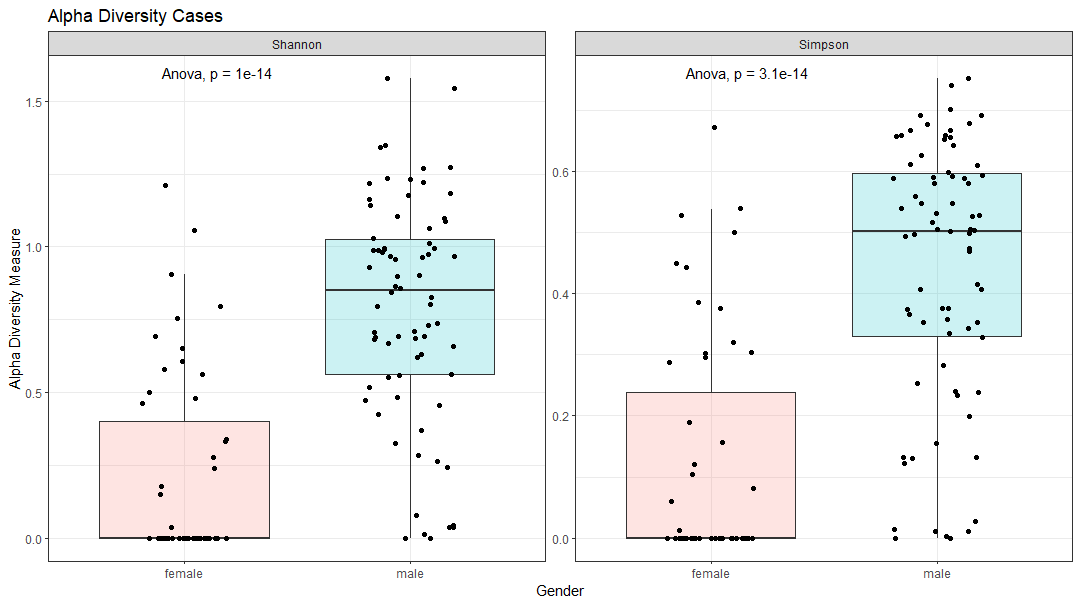 Alpha Diversity Cases
Shannon
Simpson
Anova, p = 1e-14
Anova, p = 3.1e-14
Alpha Diversity Measure
1.5
1.0
0.5
0.0
0.6
0.4
0.2
0.0
female
male
female
male
Gender